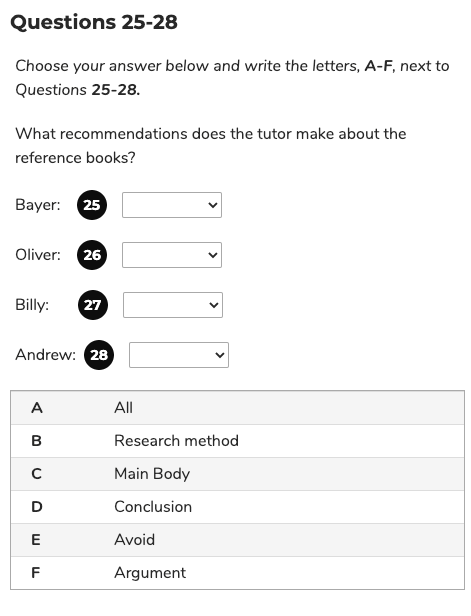 Questions 25-28
Choose your answer below and write the letters, A-F, next to
Questions 25-28.
What recommendations does the tutor make about the
reference books?
Bayer: 25
Oliver: 26
Billy: 27
Andrew: 28
A All
B Research method
C Main Body
D Conclusion
E Avoid
F Argument